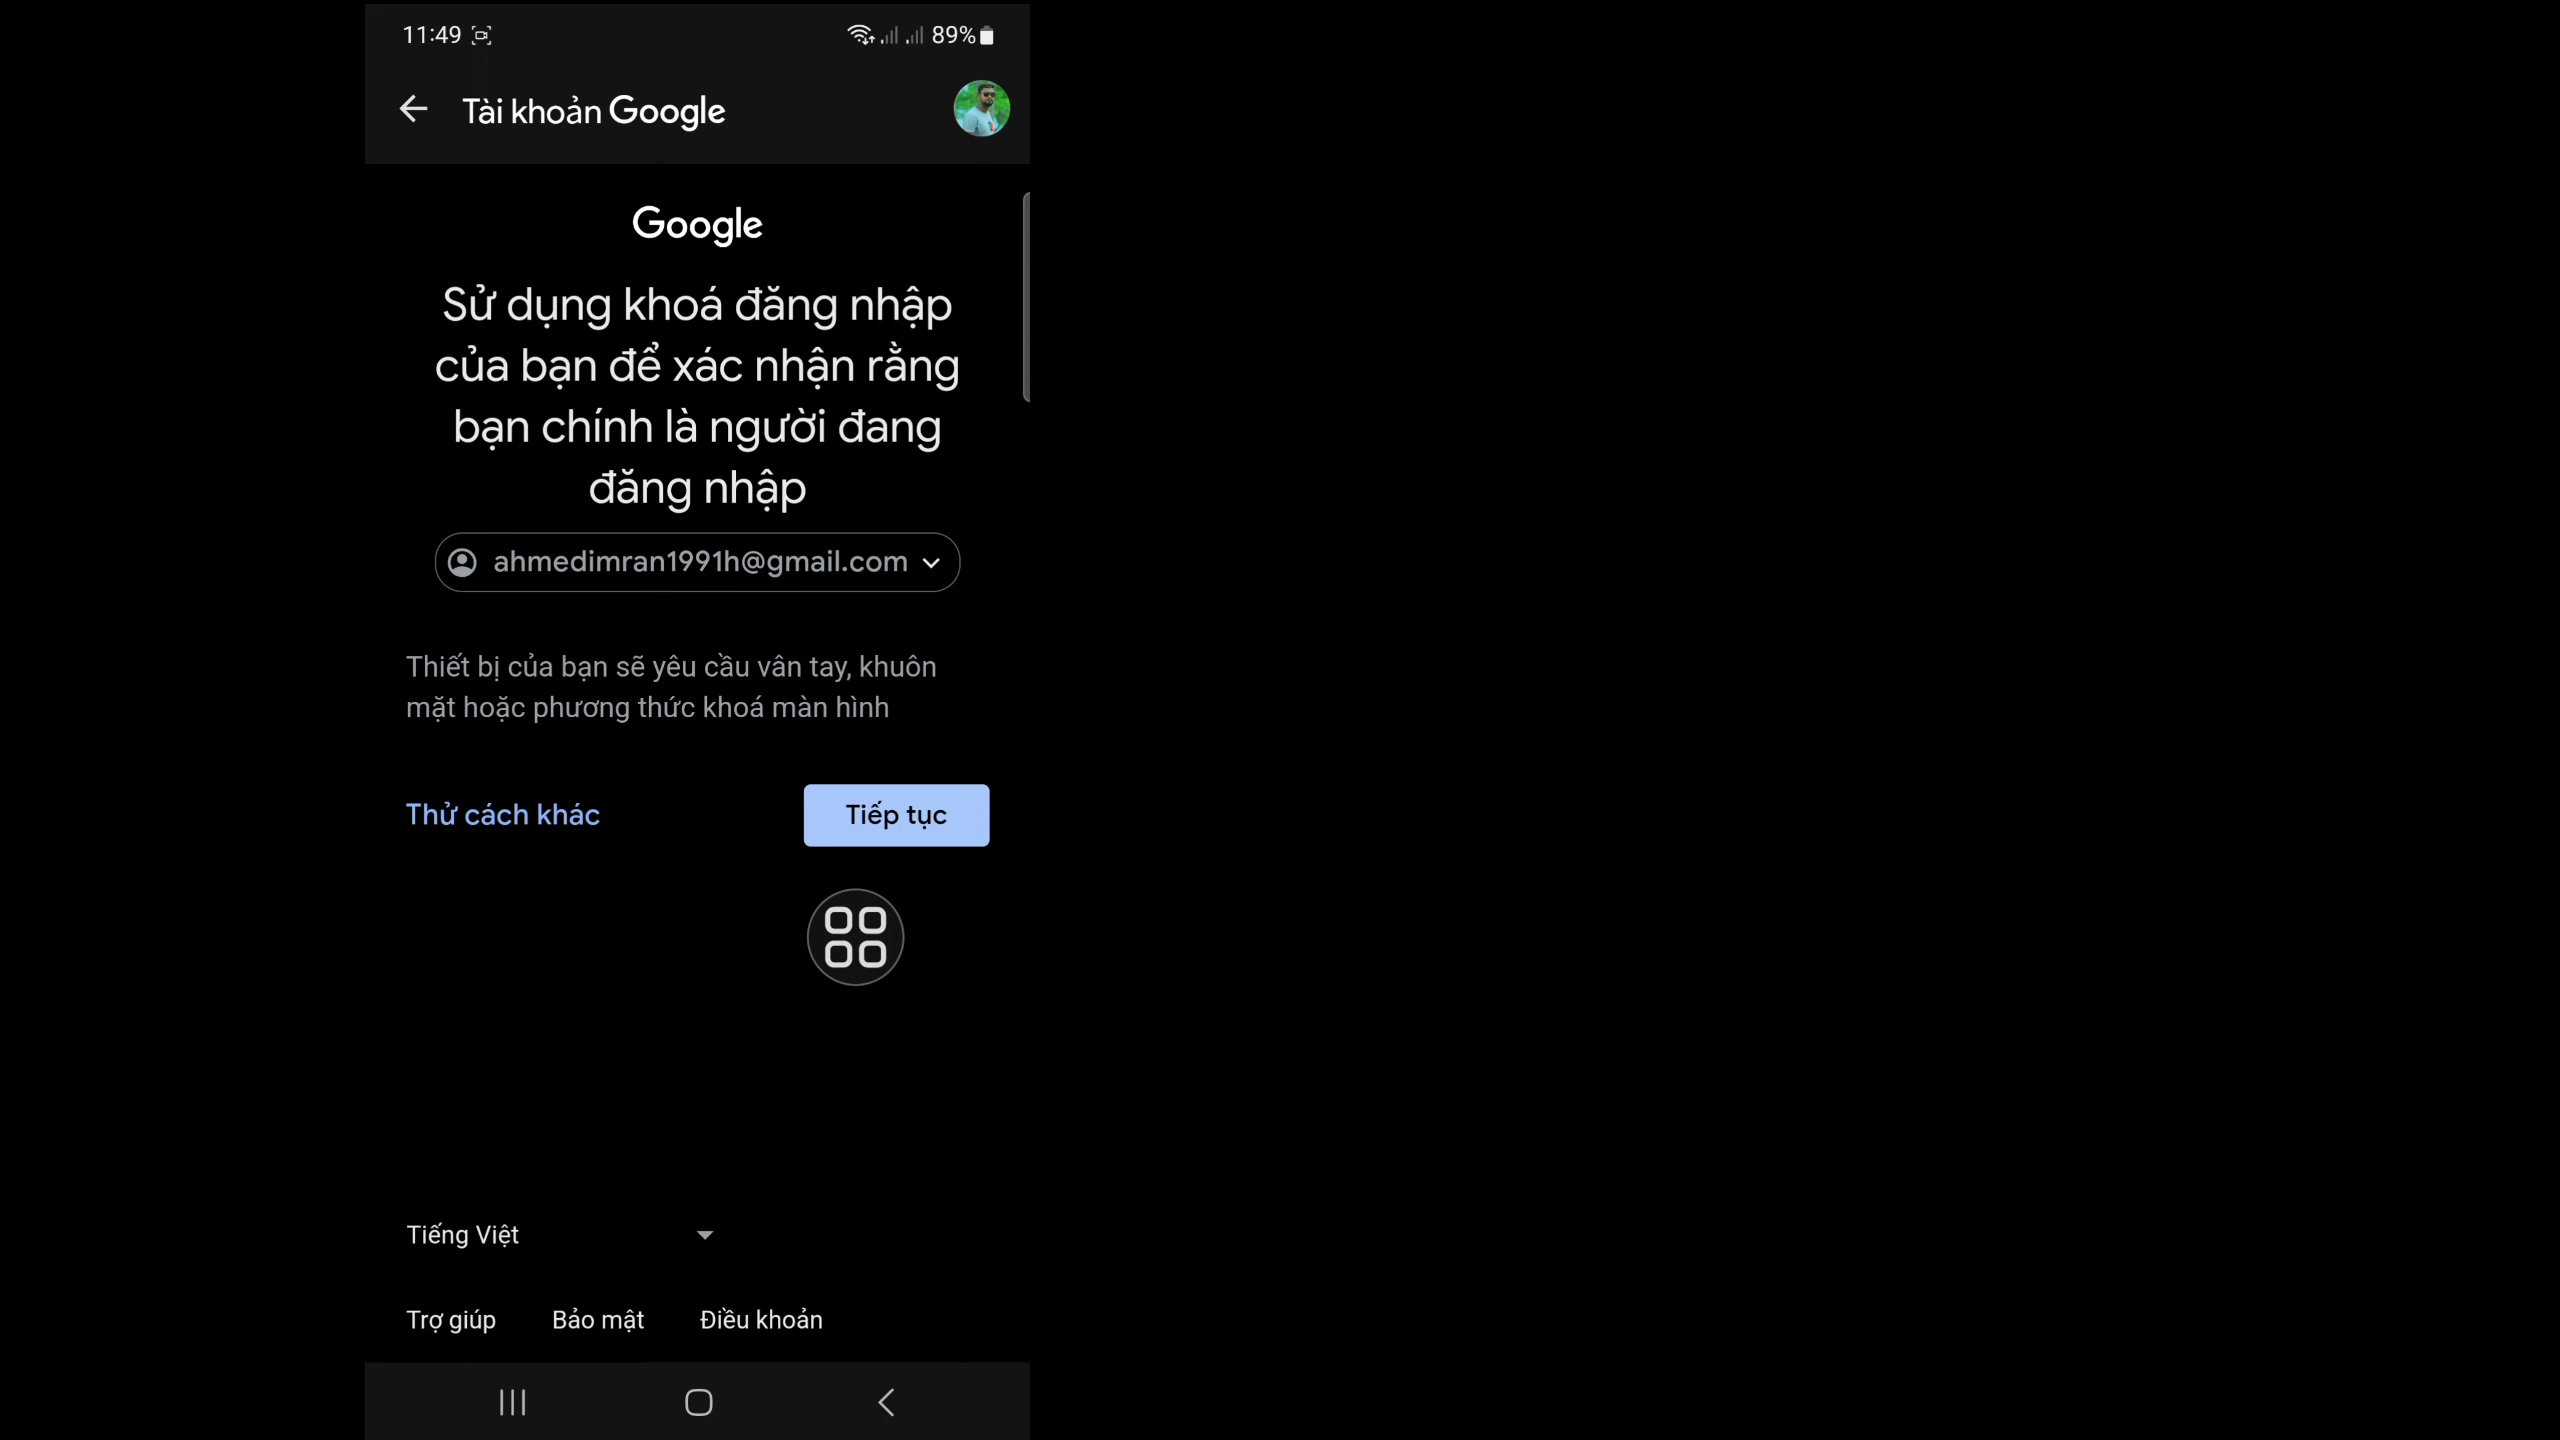 11:49 89%
Tài khoản Google
Google
Sử dụng khoá đăng nhập
của bạn để xác nhận rằng
bạn chính là người đang
đăng nhập
ahmedimran1991h@gmail.com
Thiết bị của bạn sẽ yêu cầu vân tay, khuôn
mặt hoặc phương thức khoá màn hình
Thử cách khác Tiếp tục
Tiếng Việt
Trợ giúp Bảo mật Điều khoản